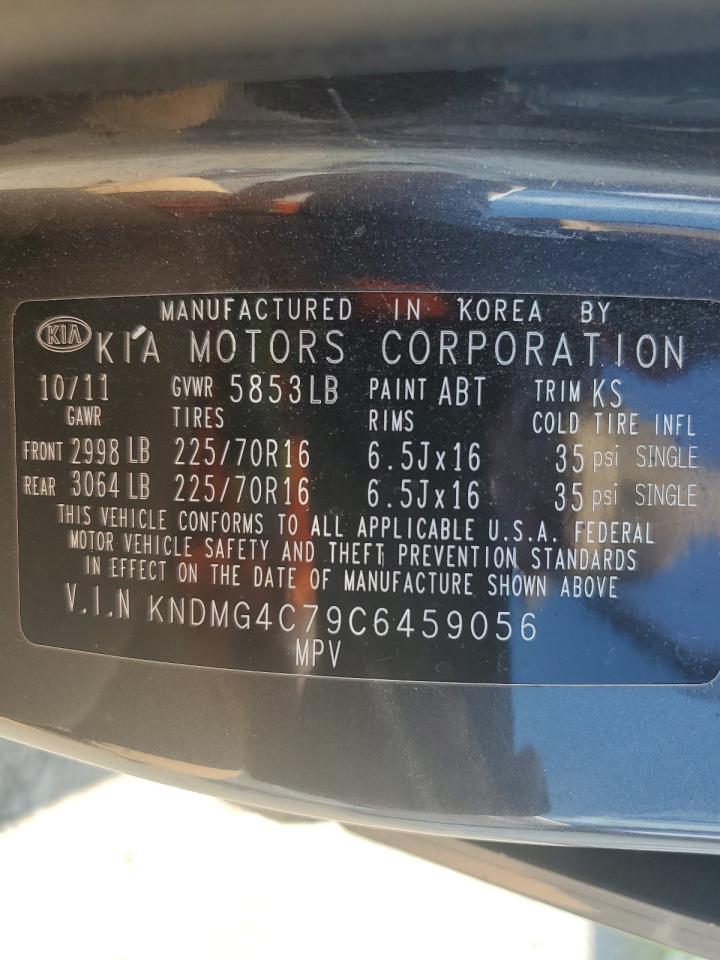 MANUFACTURED IN KOREA BY
KIA KIA MOTORS CORPORATION
10/11 GVWR 5853LB PAINT ABT TRIM KS
GAWR TIRES RIMS COLD TIRE INFL
FRONT 2998 LB 225/70R16 6.5Jx16 35 psi SINGLE
REAR 3064 LB 225/70R16 6.5Jx16 35 psi SINGLE
THIS VEHICLE CONFORMS TO ALL APPLICABLE U.S.A. FEDERAL
MOTOR VEHICLE SAFETY AND THEFT PREVENTION STANDARDS
IN EFFECT ON THE DATE OF MANUFACTURE SHOWN ABOVE
V.I.N KNDMG4C79C6459056
MPV